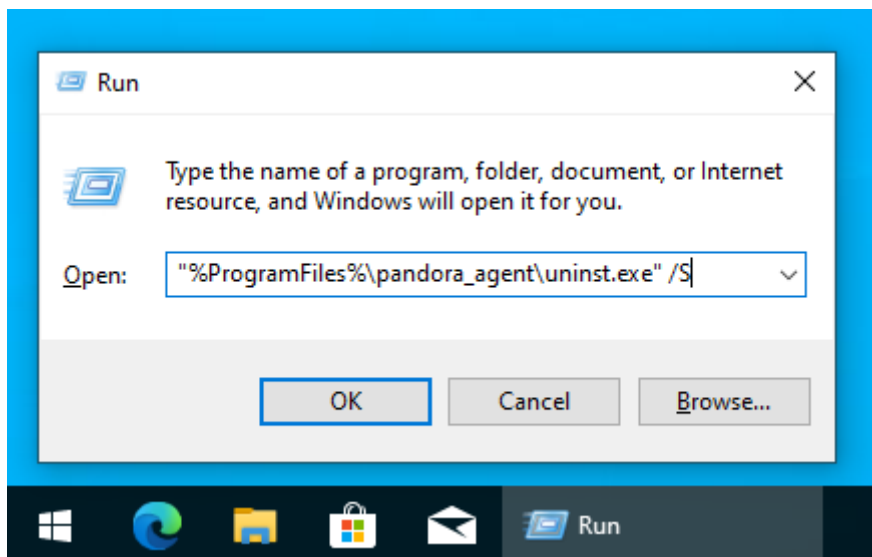 Run
Type the name of a program, folder, document, or Internet
resource, and Windows will open it for you.
Open:
"%ProgramFiles%\pandora_agent\uninst.exe" /S
OK
Cancel
Browse...
Run